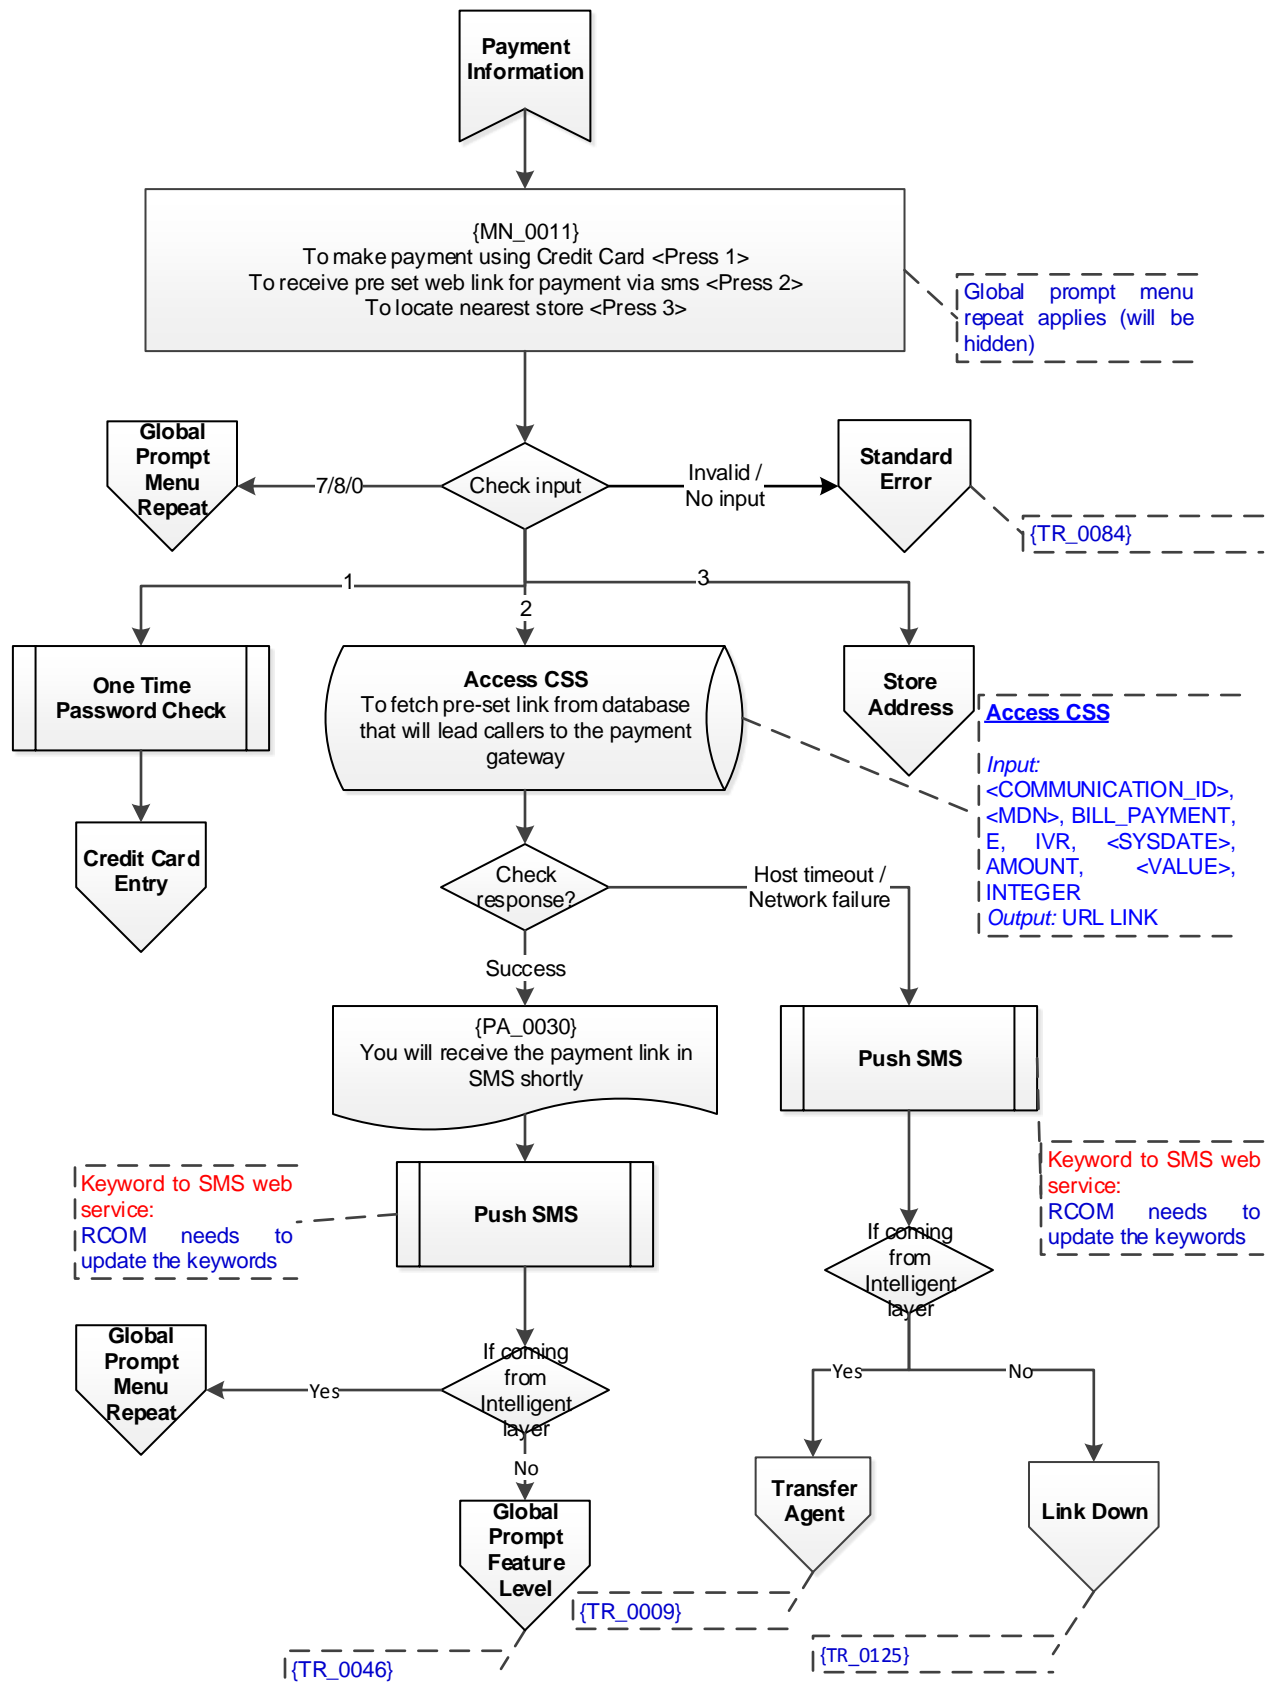 Payment
Information
{MN_0011}
To make payment using Credit Card <Press 1>
To receive pre set web link for payment via sms <Press 2>
To locate nearest store <Press 3>
Global prompt menu
repeat applies (will be
hidden)
Global
Prompt
Menu
Repeat
7/8/0
Check input
Invalid /
No input
Standard
Error
{TR_0084}
1
2
3
One Time
Password Check
Access CSS
To fetch pre-set link from database
that will lead callers to the payment
gateway
Store
Address
Access CSS
Input:
<COMMUNICATION_ID>,
<MDN>, BILL_PAYMENT,
E, IVR, <SYSDATE>,
AMOUNT, <VALUE>,
INTEGER
Output: URL LINK
Credit Card
Entry
Check
response?
Host timeout /
Network failure
Success
{PA_0030}
You will receive the payment link in
SMS shortly
Push SMS
Keyword to SMS web
service:
RCOM needs to
update the keywords
Push SMS
Keyword to SMS web
service:
RCOM needs to
update the keywords
If coming
from
Intelligent
layer
Global
Prompt
Menu
Repeat
Yes
If coming
from
Intelligent
layer
Yes
No
No
Global
Prompt
Feature
Level
Transfer
Agent
Link Down
{TR_0009}
{TR_0046}
{TR_0125}